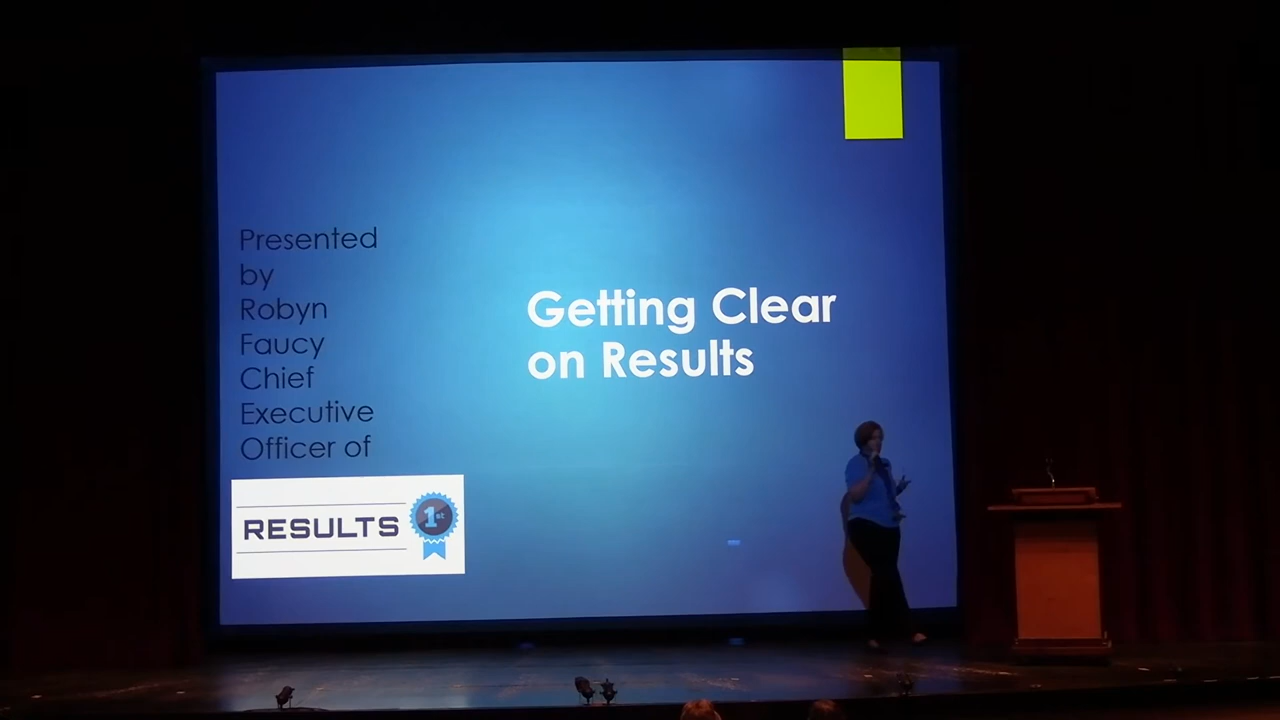 Presented
by
Robyn
Faucy
Chief
Executive
Officer of
RESULTS 1st
Getting Clear
on Results